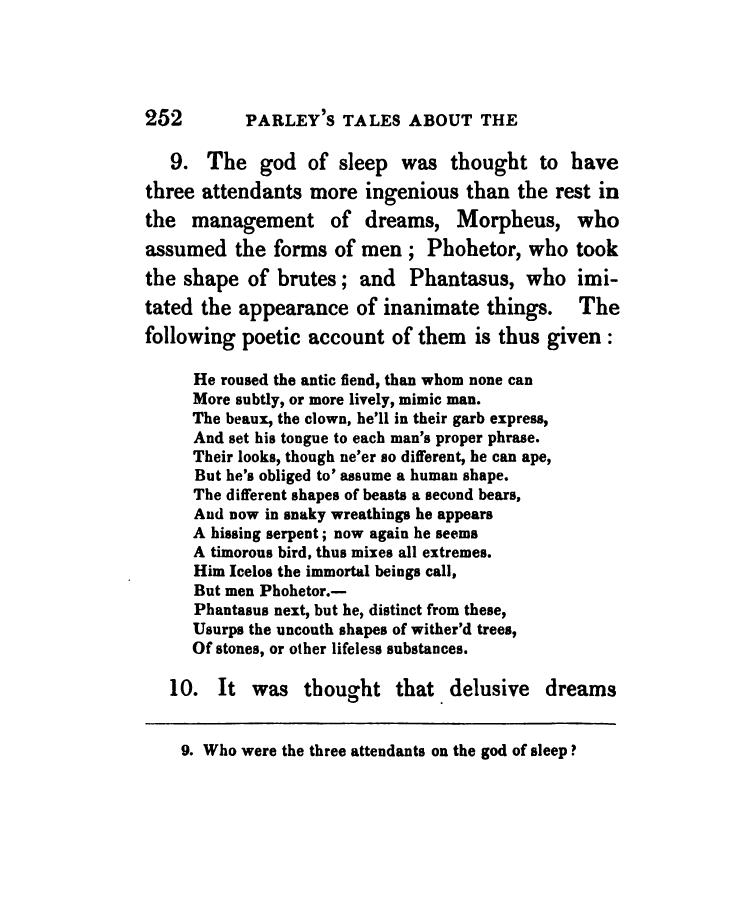 252 PARLEY'S TALES ABOUT THE
9. The god of sleep was thought to have
three attendants more ingenious than the rest in
the management of dreams, Morpheus, who
assumed the forms of men ; Phohetor, who took
the shape of brutes ; and Phantasus, who imi-
tated the appearance of inanimate things. The
following poetic account of them is thus given :
He roused the antic fiend, than whom none can
More subtly, or more lively, mimic man.
The beaux, the clown, he'll in their garb express,
And set his tongue to each man's proper phrase.
Their looks, though ne'er so different, he can ape,
But he's obliged to' assume a human shape.
The different shapes of beasts a second bears,
And now in snaky wreathings he appears
A hissing serpent ; now again he seems
A timorous bird, thus mixes all extremes.
Him Icelos the immortal beings call,
But men Phohetor.—
Phantasus next, but he, distinct from these,
Usurps the uncouth shapes of wither'd trees,
Of stones, or other lifeless substances.
10. It was thought that delusive dreams
9. Who were the three attendants on the god of sleep ?